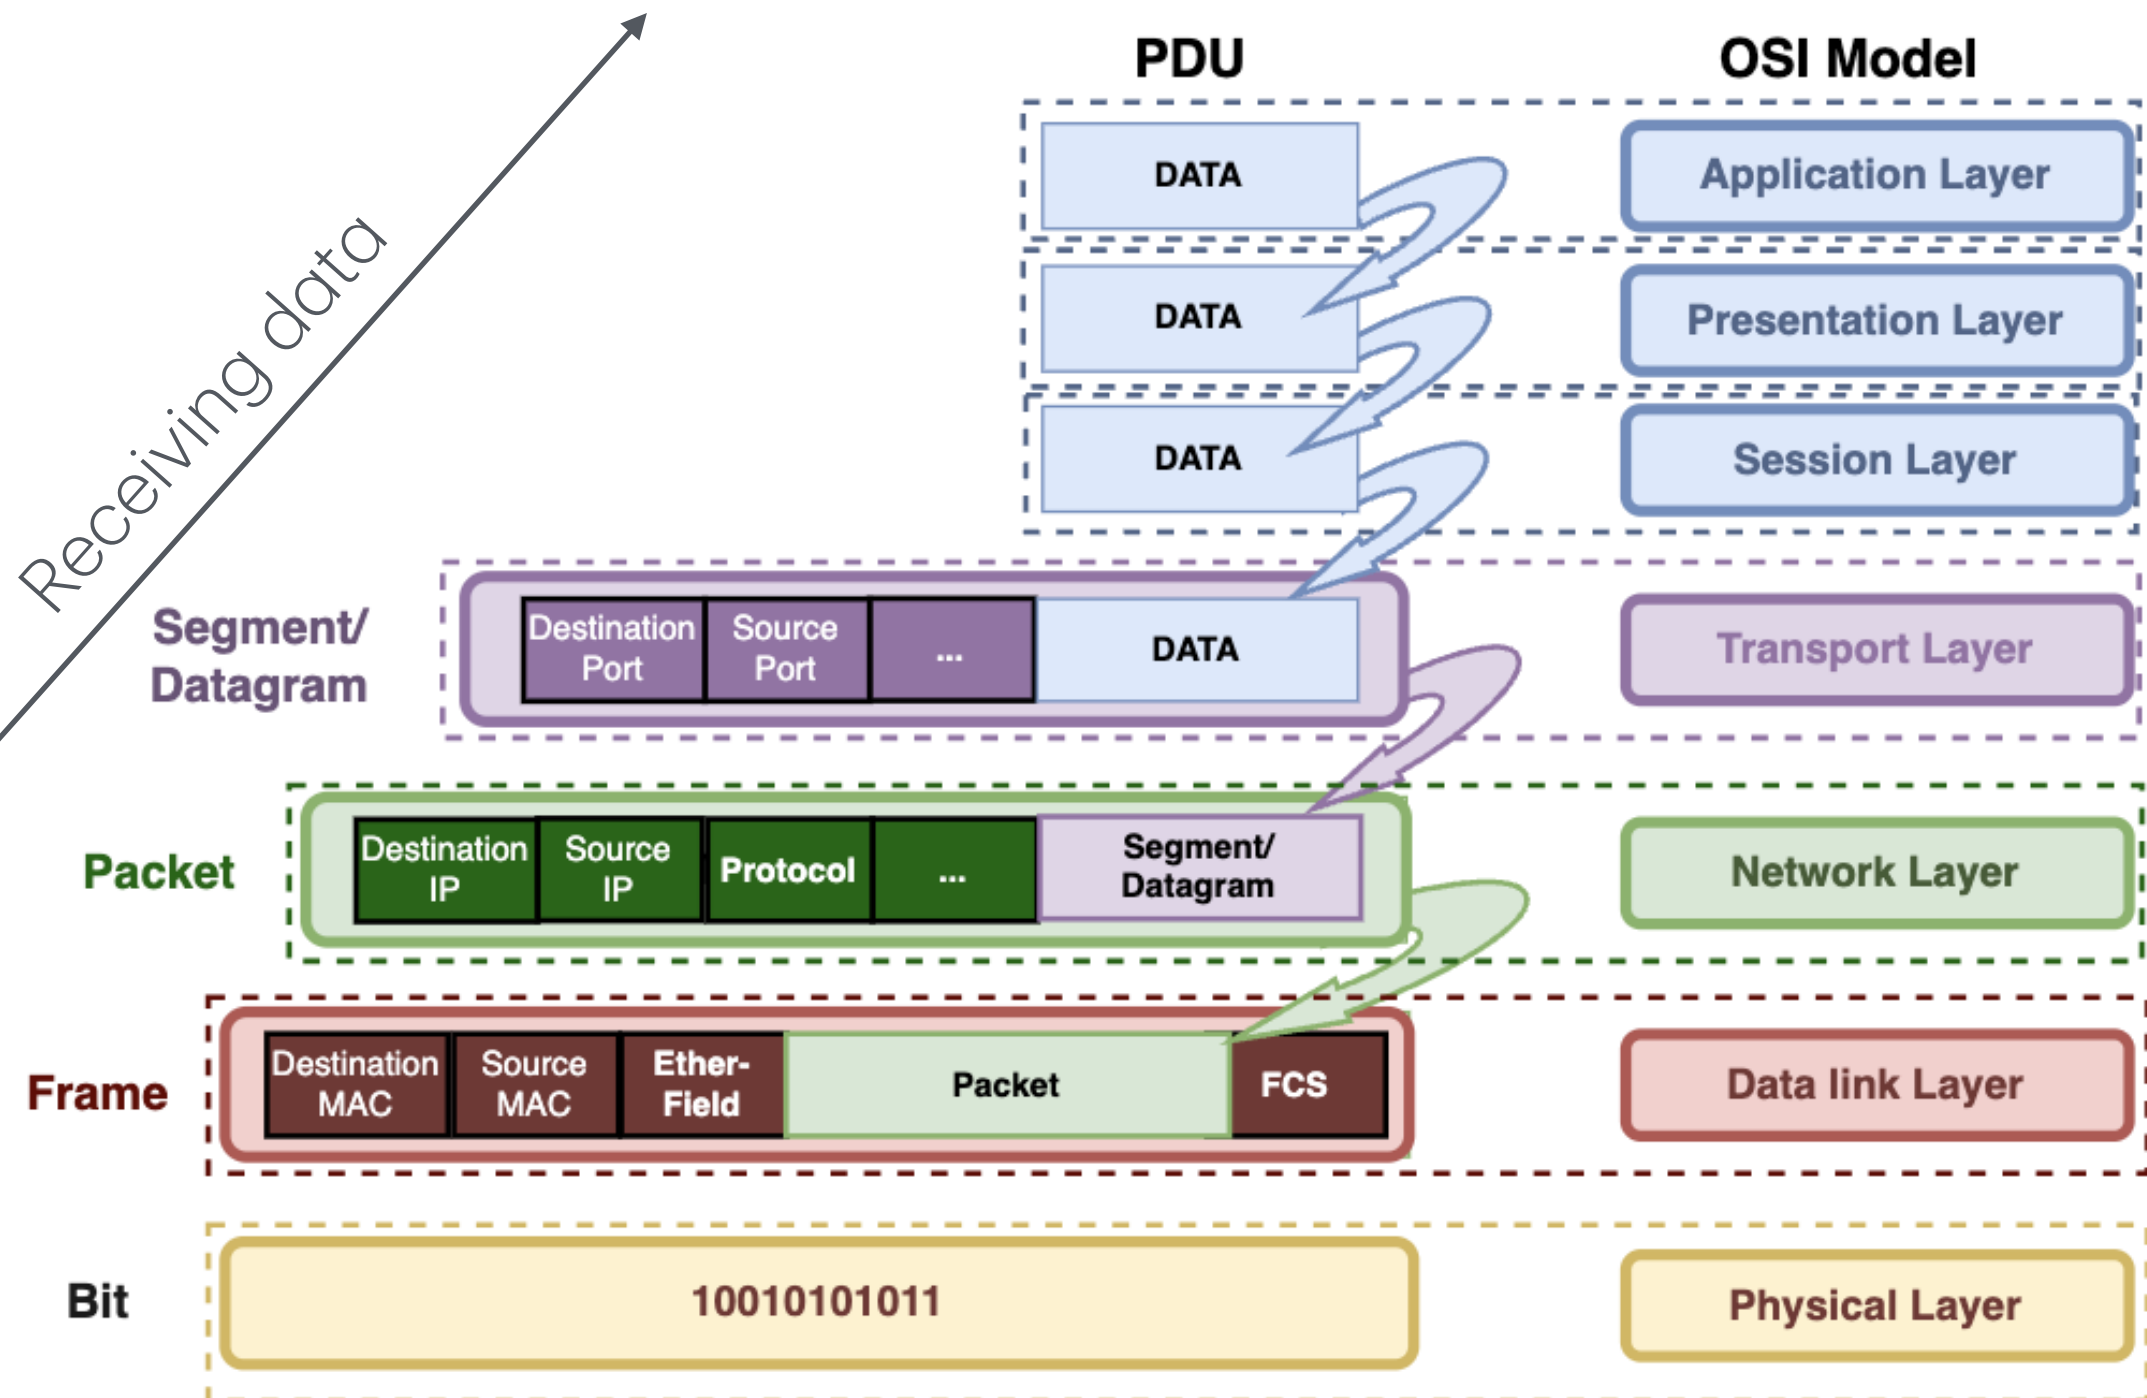 PDU
OSI Model
DATA
Application Layer
DATA
Presentation Layer
DATA
Session Layer
Receiving data
Segment/
Datagram
Destination
Port
Source
Port
...
DATA
Transport Layer
Packet
Destination
IP
Source
IP
Protocol
...
Segment/
Datagram
Network Layer
Frame
Destination
MAC
Source
MAC
Ether-
Field
Packet
FCS
Data link Layer
Bit
10010101011
Physical Layer